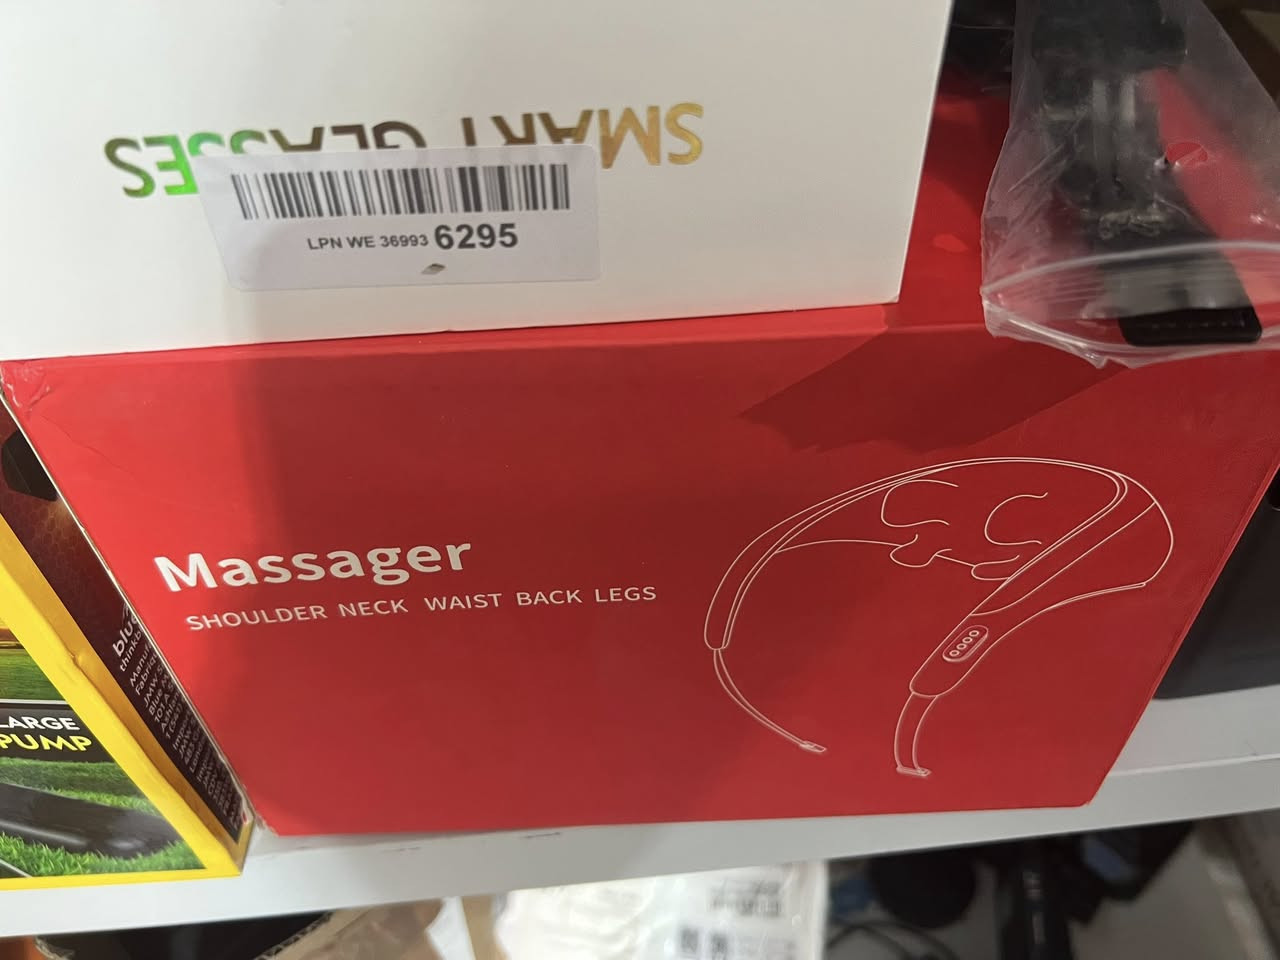 SMART GLASSES
LPN WE 36993 6295
Massager
SHOULDER NECK WAIST BACK LEGS
LARGE
PUMP